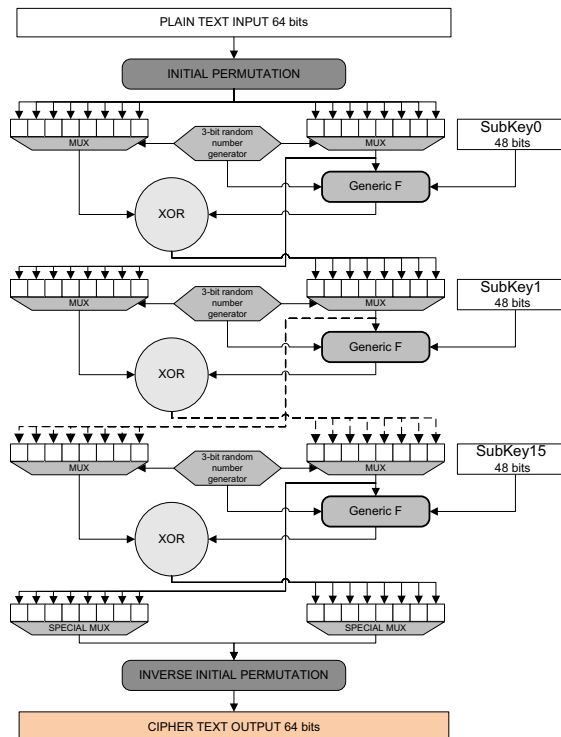 PLAIN TEXT INPUT 64 bits
INITIAL PERMUTATION
MUX
3-bit random
number
generator
MUX
SubKey0
48 bits
Generic F
XOR
MUX
3-bit random
number
generator
MUX
SubKey1
48 bits
Generic F
XOR
MUX
3-bit random
number
generator
MUX
SubKey15
48 bits
Generic F
XOR
SPECIAL MUX
SPECIAL MUX
INVERSE INITIAL PERMUTATION
CIPHER TEXT OUTPUT 64 bits